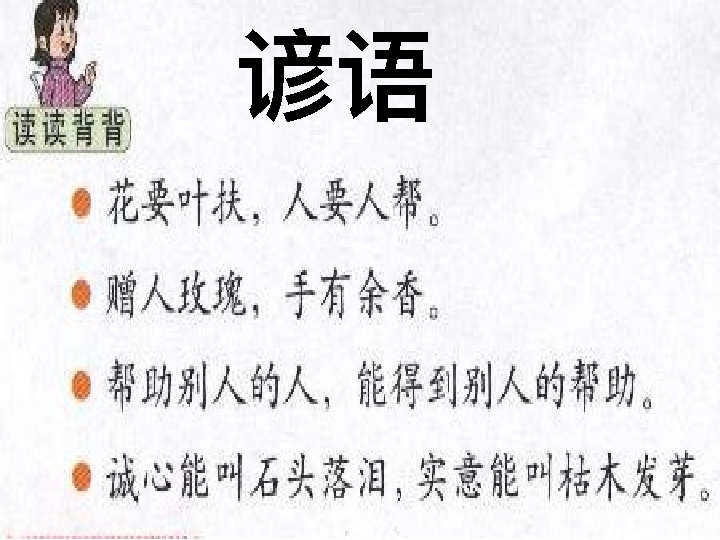 谚语
读读背背
花要叶扶，人要人帮。
赠人玫瑰，手有余香。
帮助别人的人，能得到别人的帮助。
诚心能叫石头落泪，实意能叫枯木发芽。